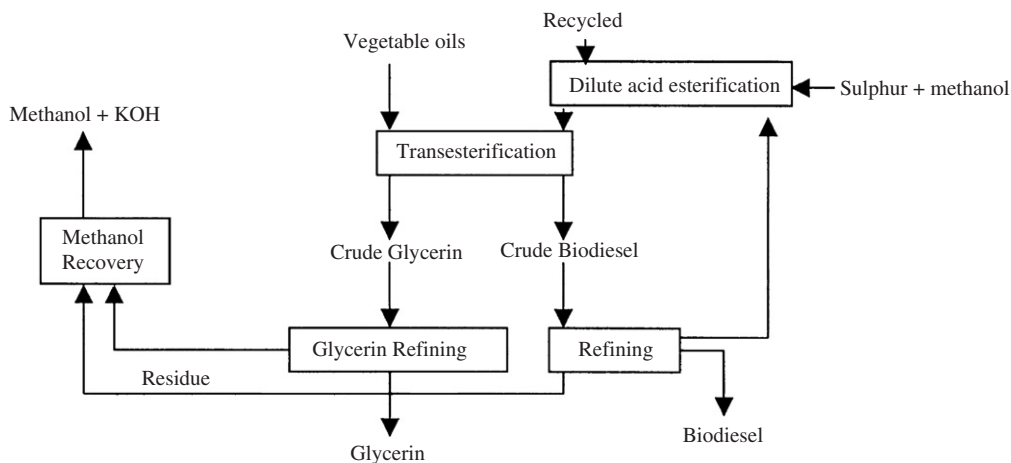 Recycled
Vegetable oils
Dilute acid esterification
Sulphur + methanol
Methanol + KOH
Transesterification
Methanol
Recovery
Crude Glycerin
Crude Biodiesel
Glycerin Refining
Refining
Residue
Biodiesel
Glycerin